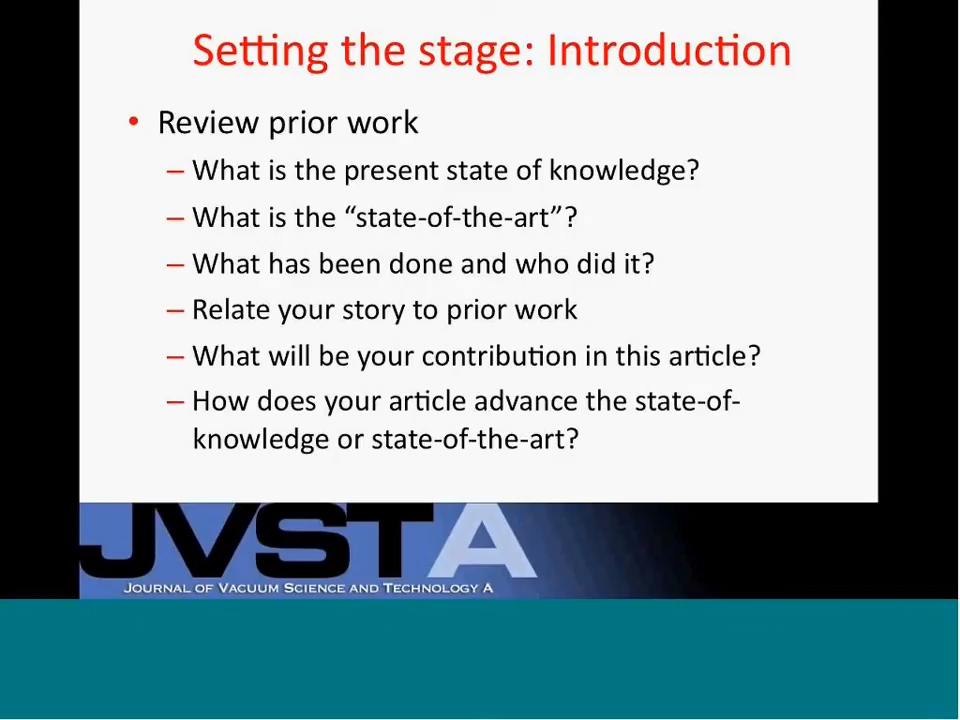 Setting the stage: Introduction
• Review prior work
– What is the present state of knowledge?
– What is the “state-of-the-art”?
– What has been done and who did it?
– Relate your story to prior work
– What will be your contribution in this article?
– How does your article advance the state-of-
knowledge or state-of-the-art?
JVSTA
JOURNAL OF VACUUM SCIENCE AND TECHNOLOGY A